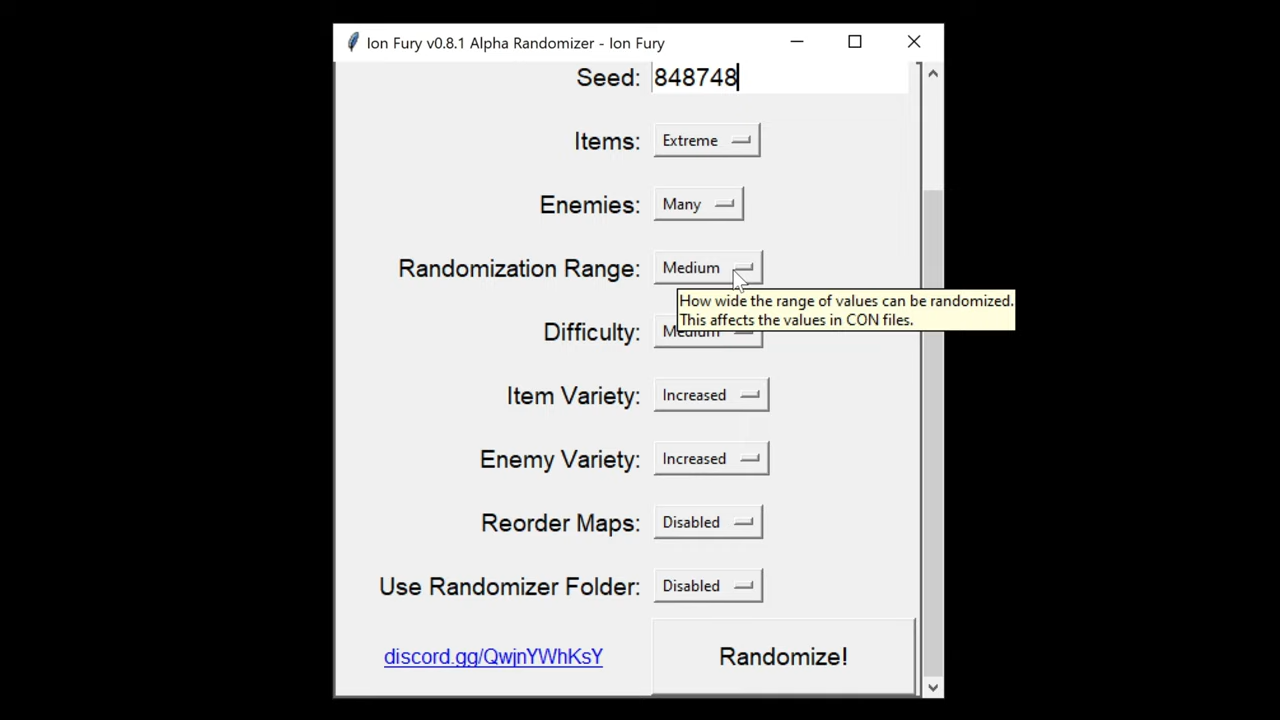 Ion Fury v0.8.1 Alpha Randomizer - Ion Fury
Seed: 848748
Items: Extreme
Enemies: Many
Randomization Range: Medium
How wide the range of values can be randomized.
This affects the values in CON files.
Difficulty: Medium
Item Variety: Increased
Enemy Variety: Increased
Reorder Maps: Disabled
Use Randomizer Folder: Disabled
discord.gg/QwjnYWhKsY Randomize!